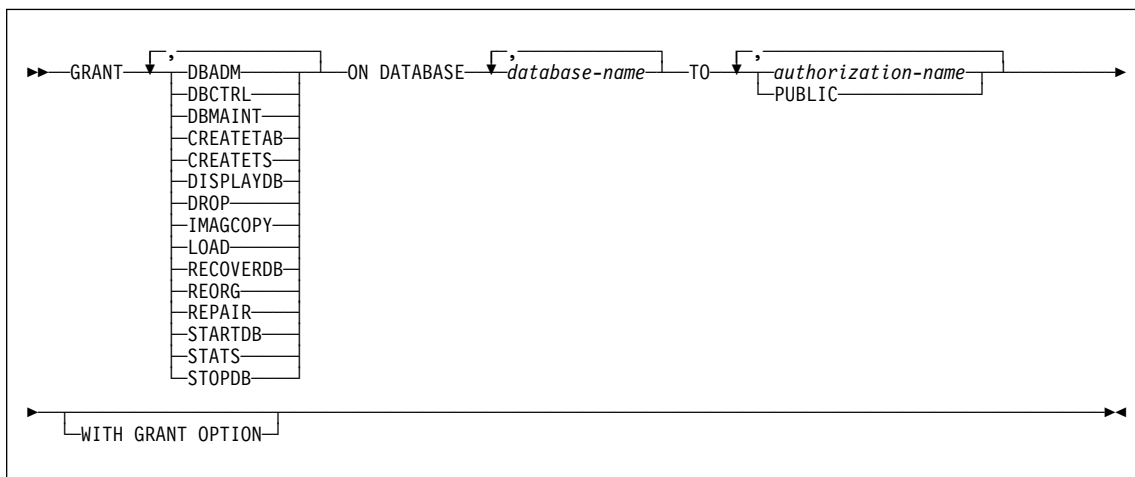 , , ,
GRANT DBADM ON DATABASE database-name TO authorization-name
DBCTRL PUBLIC
DBMAINT
CREATETAB
CREATETS
DISPLAYDB
DROP
IMAGCOPY
LOAD
RECOVERDB
REORG
REPAIR
STARTDB
STATS
STOPDB
WITH GRANT OPTION